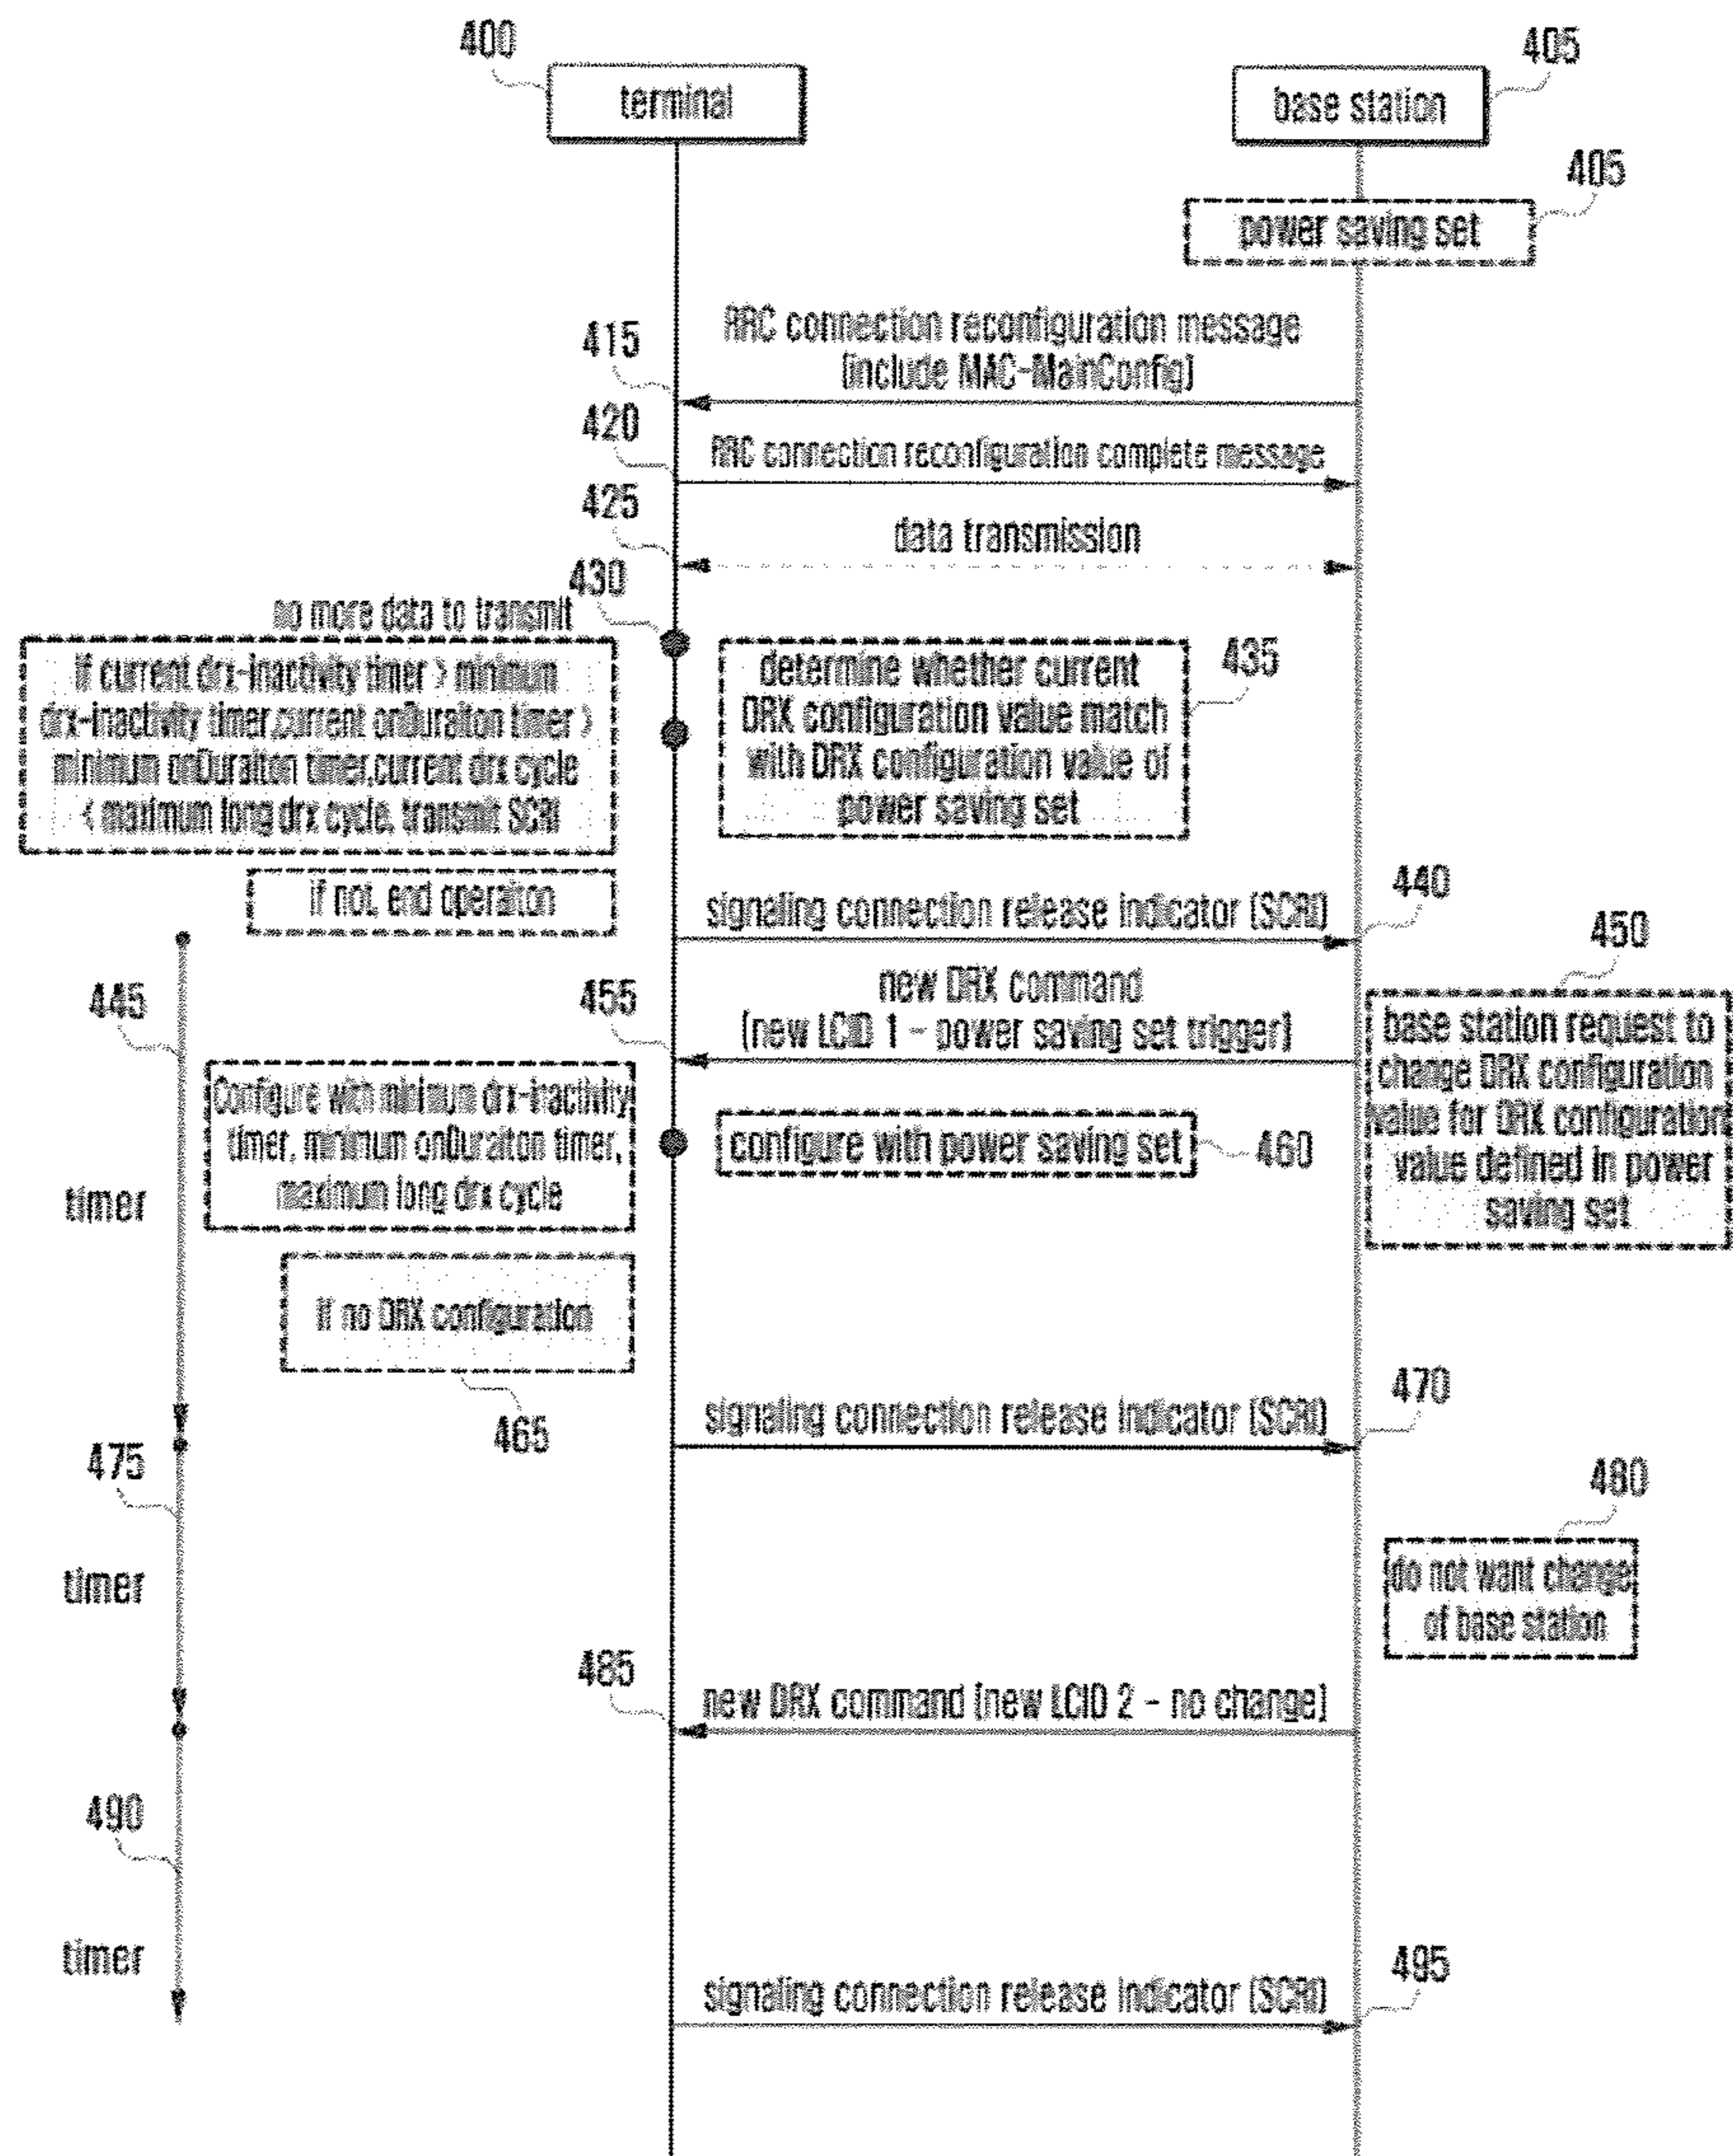 400
terminal
405
base station
405
power saving set
415
RRC connection reconfiguration message
(include MAC-MainConfig)
420
RRC connection reconfiguration complete message
425
data transmission
430
no more data to transmit
if current drx-inactivity timer > minimum
drx-inactivity timer,current onDuraiton timer >
minimum onDuraiton timer,current drx cycle
< maximum long drx cycle, transmit SCRI
435
determine whether current
DRX configuration value match
with DRX configuration value of
power saving set
if not, end operaiton
440
signaling connection release indicator (SCRI)
445
timer
450
base station request to
change DRX configuration
value for DRX configuration
value defined in power
saving set
455
new DRX command
(new LCID 1 - power saving set trigger)
Configure with minimum drx-inactivity
timer, minimum onDuraiton timer,
maximum long drx cycle
configure with power saving set
460
if no DRX configuration
465
470
signaling connection release indicator (SCRI)
475
timer
480
do not want change
of base station
485
new DRX command (new LCID 2 - no change)
490
timer
495
signaling connection release indicator (SCRI)